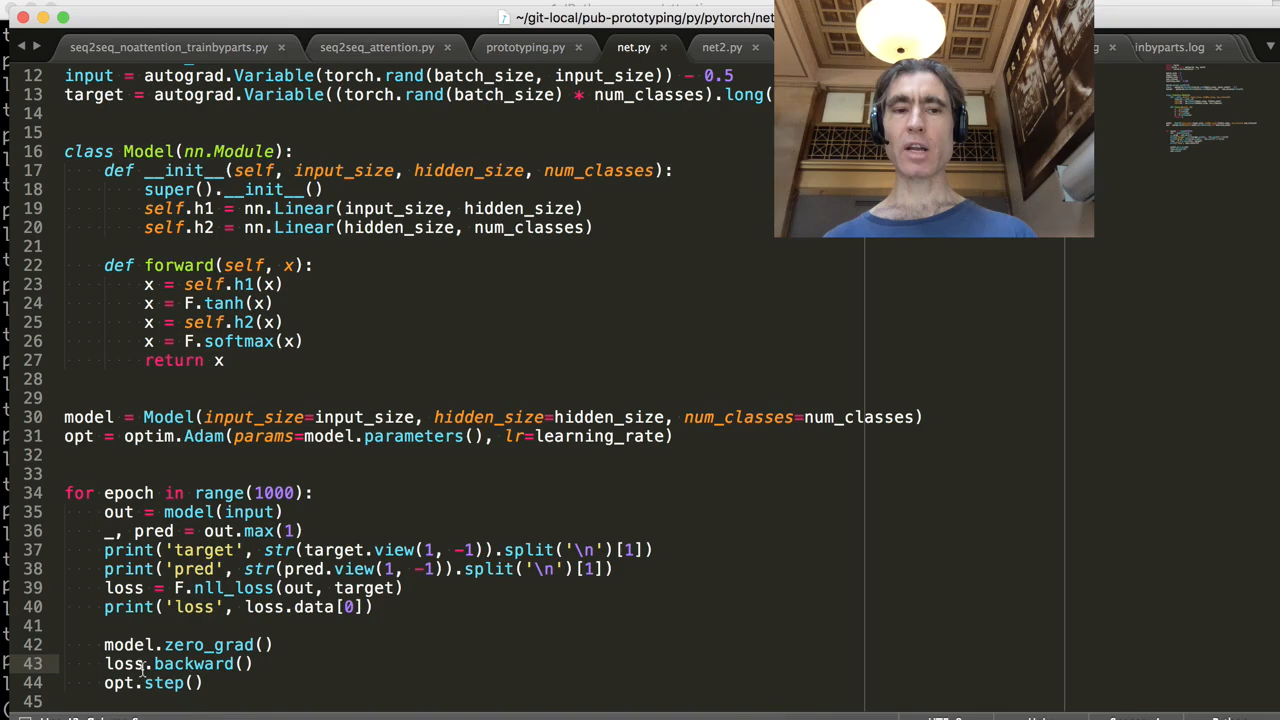 ~/git-local/pub-prototyping/py/pytorch/net
seq2seq_noattention_trainbyparts.py
seq2seq_attention.py
prototyping.py
net.py
net2.py
inbyparts.log
12 input = autograd.Variable(torch.rand(batch_size, input_size)) - 0.5
13 target = autograd.Variable((torch.rand(batch_size) * num_classes).long(
14
15
16 class Model(nn.Module):
17 def __init__(self, input_size, hidden_size, num_classes):
18 super().__init__()
19 self.h1 = nn.Linear(input_size, hidden_size)
20 self.h2 = nn.Linear(hidden_size, num_classes)
21
22 def forward(self, x):
23 x = self.h1(x)
24 x = F.tanh(x)
25 x = self.h2(x)
26 x = F.softmax(x)
27 return x
28
29
30 model = Model(input_size=input_size, hidden_size=hidden_size, num_classes=num_classes)
31 opt = optim.Adam(params=model.parameters(), lr=learning_rate)
32
33
34 for epoch in range(1000):
35 out = model(input)
36 _, pred = out.max(1)
37 print('target', str(target.view(1, -1)).split('\n')[1])
38 print('pred', str(pred.view(1, -1)).split('\n')[1])
39 loss = F.nll_loss(out, target)
40 print('loss', loss.data[0])
41
42 model.zero_grad()
43 loss.backward()
44 opt.step()
45